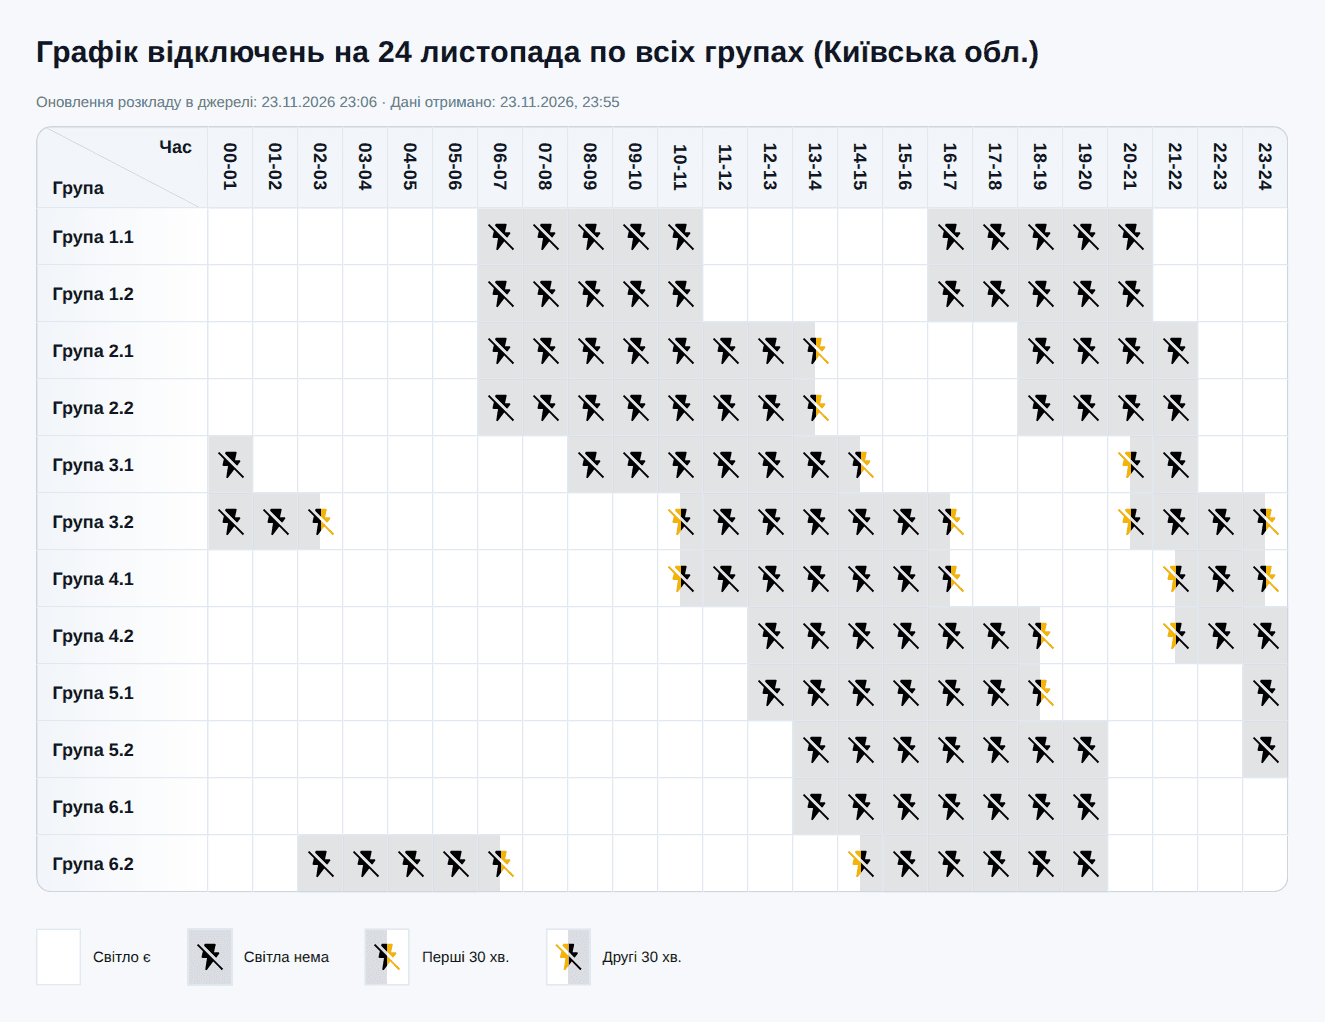 Графік відключень на 24 листопада по всіх групах (Київська обл.)
Оновлення розкладу в джерелі: 23.11.2026 23:06 · Дані отримано: 23.11.2026, 23:55
Час
Група
00-01 01-02 02-03 03-04 04-05 05-06 06-07 07-08 08-09 09-10 10-11 11-12 12-13 13-14 14-15 15-16 16-17 17-18 18-19 19-20 20-21 21-22 22-23 23-24
Група 1.1
Група 1.2
Група 2.1
Група 2.2
Група 3.1
Група 3.2
Група 4.1
Група 4.2
Група 5.1
Група 5.2
Група 6.1
Група 6.2
Світло є Світла нема Перші 30 хв. Другі 30 хв.